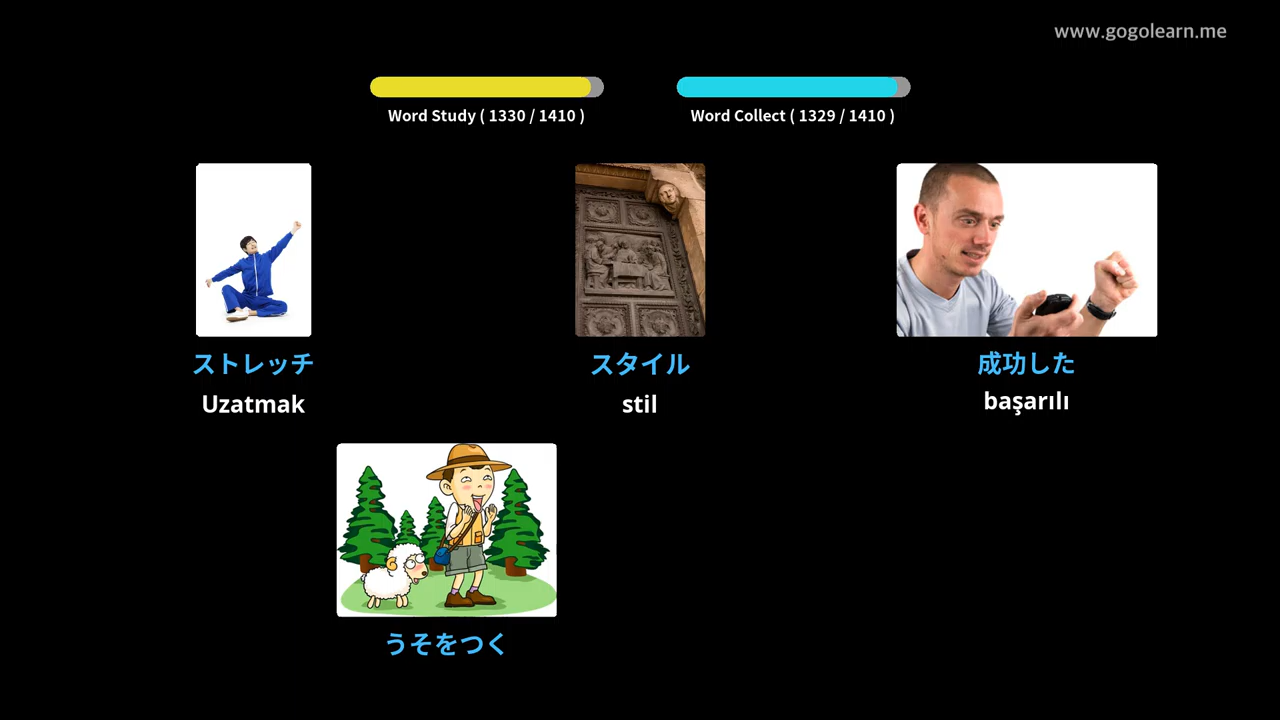 www.gogolearn.me
Word Study ( 1330 / 1410 )
Word Collect ( 1329 / 1410 )
ストレッチ
Uzatmak
スタイル
stil
成功した
başarılı
うそをつく